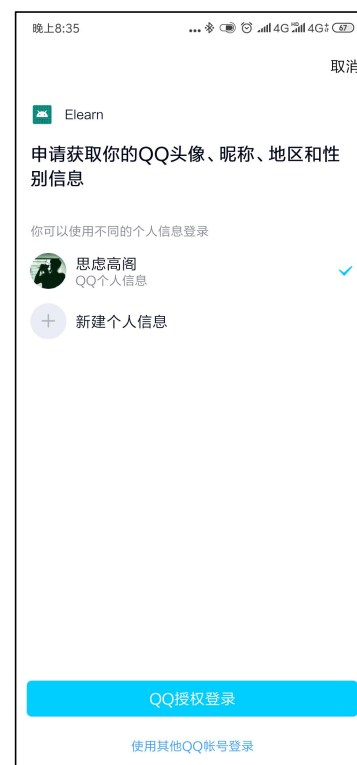 晚上8:35
4G HD 4G 67
取消
Elearn
申请获取你的QQ头像、昵称、地区和性
别信息
你可以使用不同的个人信息登录
思虑高阁
QQ个人信息
新建个人信息
QQ授权登录
使用其他QQ帐号登录